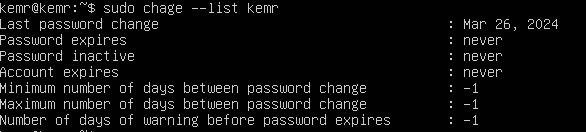 kemr@kemr:~$ sudo chage --list kemr
Last password change : Mar 26, 2024
Password expires : never
Password inactive : never
Account expires : never
Minimum number of days between password change : -1
Maximum number of days between password change : -1
Number of days of warning before password expires : -1